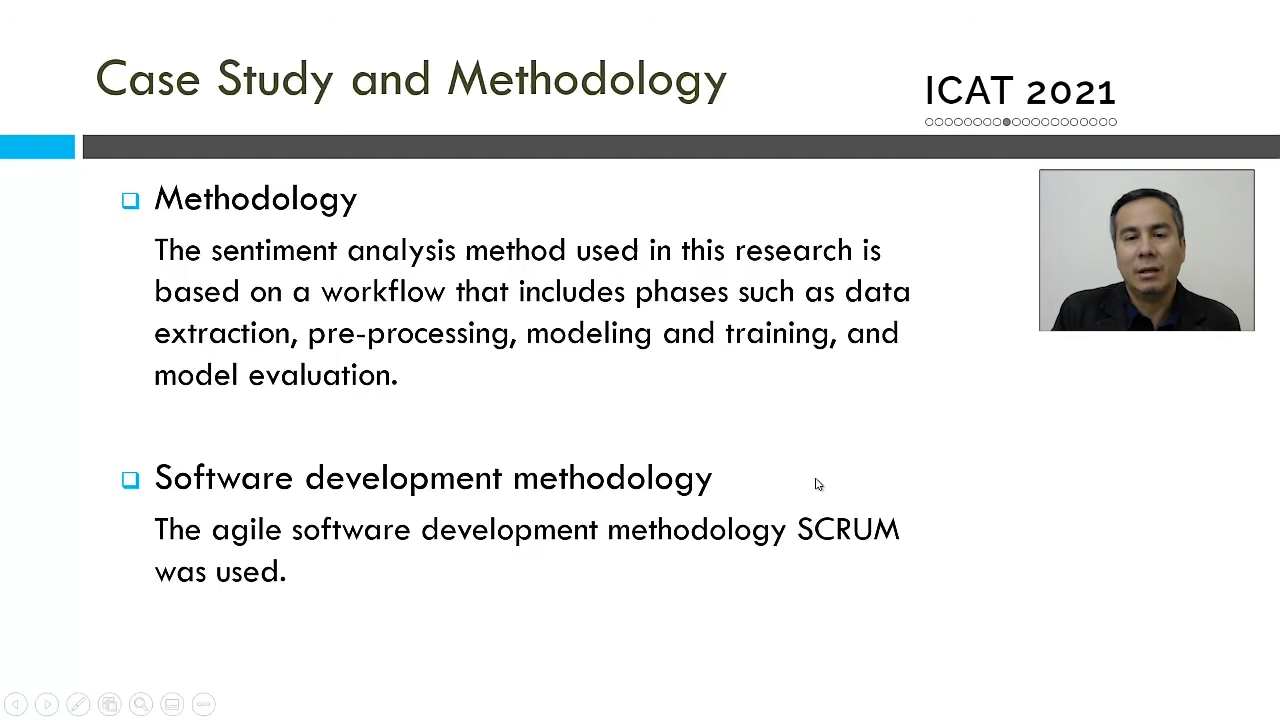 Case Study and Methodology
ICAT 2021
Methodology
The sentiment analysis method used in this research is
based on a workflow that includes phases such as data
extraction, pre-processing, modeling and training, and
model evaluation.
Software development methodology
The agile software development methodology SCRUM
was used.